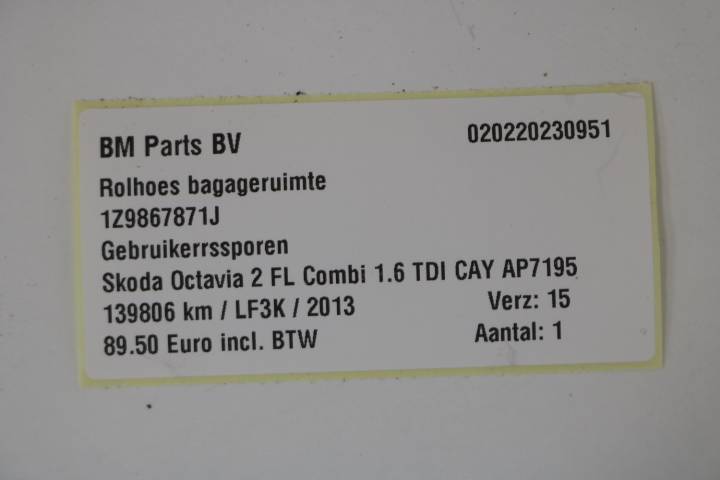 BM Parts BV 020220230951
Rolhoes bagageruimte
1Z9867871J
Gebruikerrssporen
Skoda Octavia 2 FL Combi 1.6 TDI CAY AP7195
139806 km / LF3K / 2013 Verz: 15
89.50 Euro incl. BTW Aantal: 1